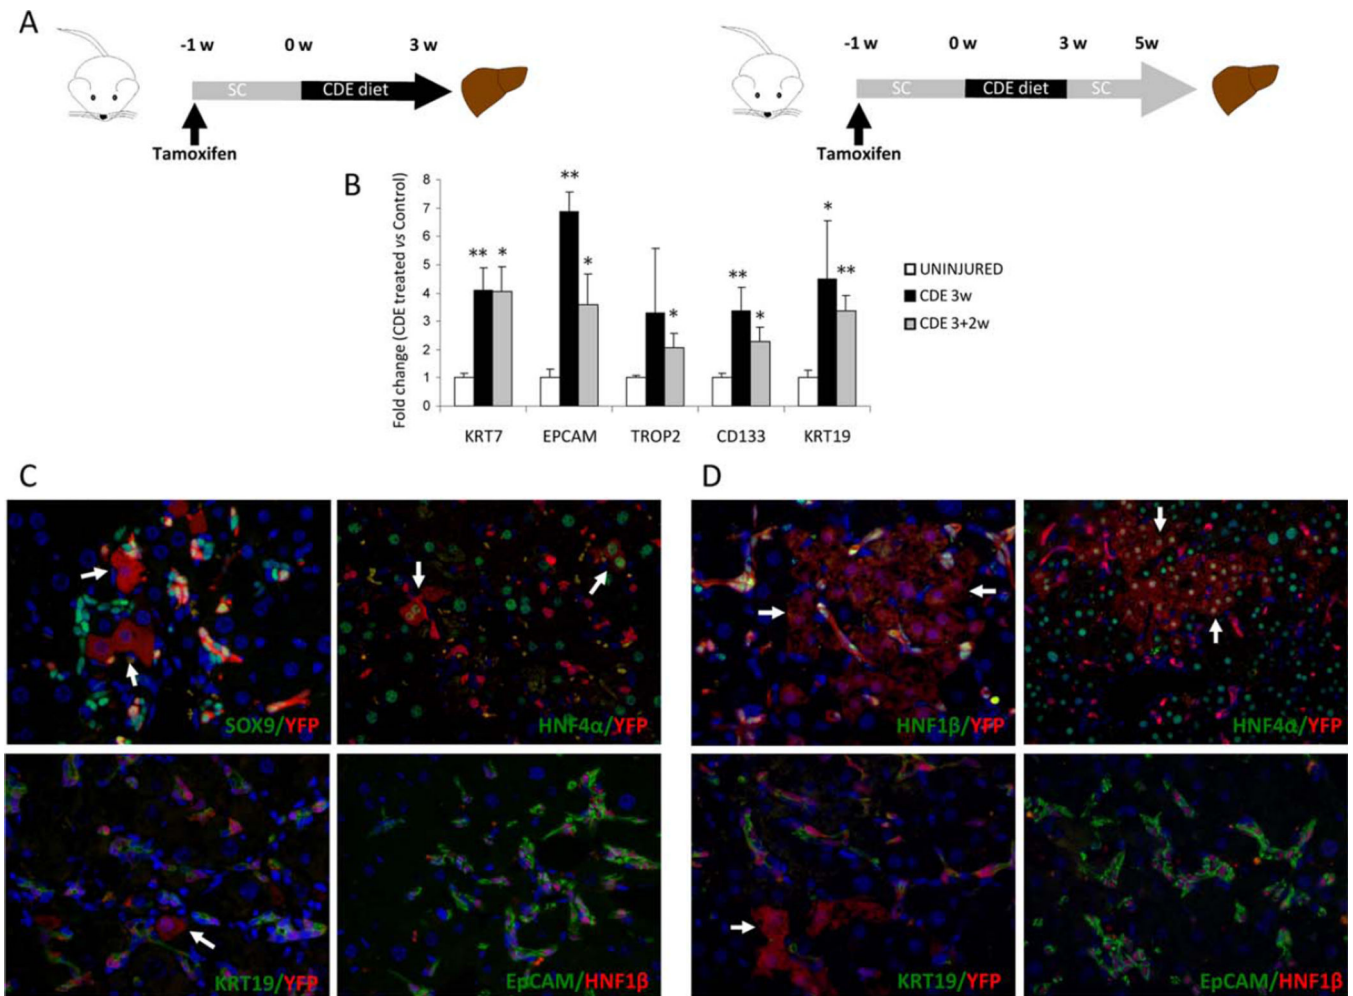 A
-1 w 0 w 3 w
SC CDE diet
Tamoxifen
-1 w 0 w 3 w 5w
SC CDE diet SC
Tamoxifen
B
Fold change (CDE treated vs Control)
8
7
6
5
4
3
2
1
0
** * ** * * ** * * **
KRT7 EPCAM TROP2 CD133 KRT19
UNINJURED
CDE 3w
CDE 3+2w
C
SOX9/YFP
HNF4α/YFP
KRT19/YFP
EpCAM/HNF1β
D
HNF1β/YFP
HNF4α/YFP
KRT19/YFP
EpCAM/HNF1β